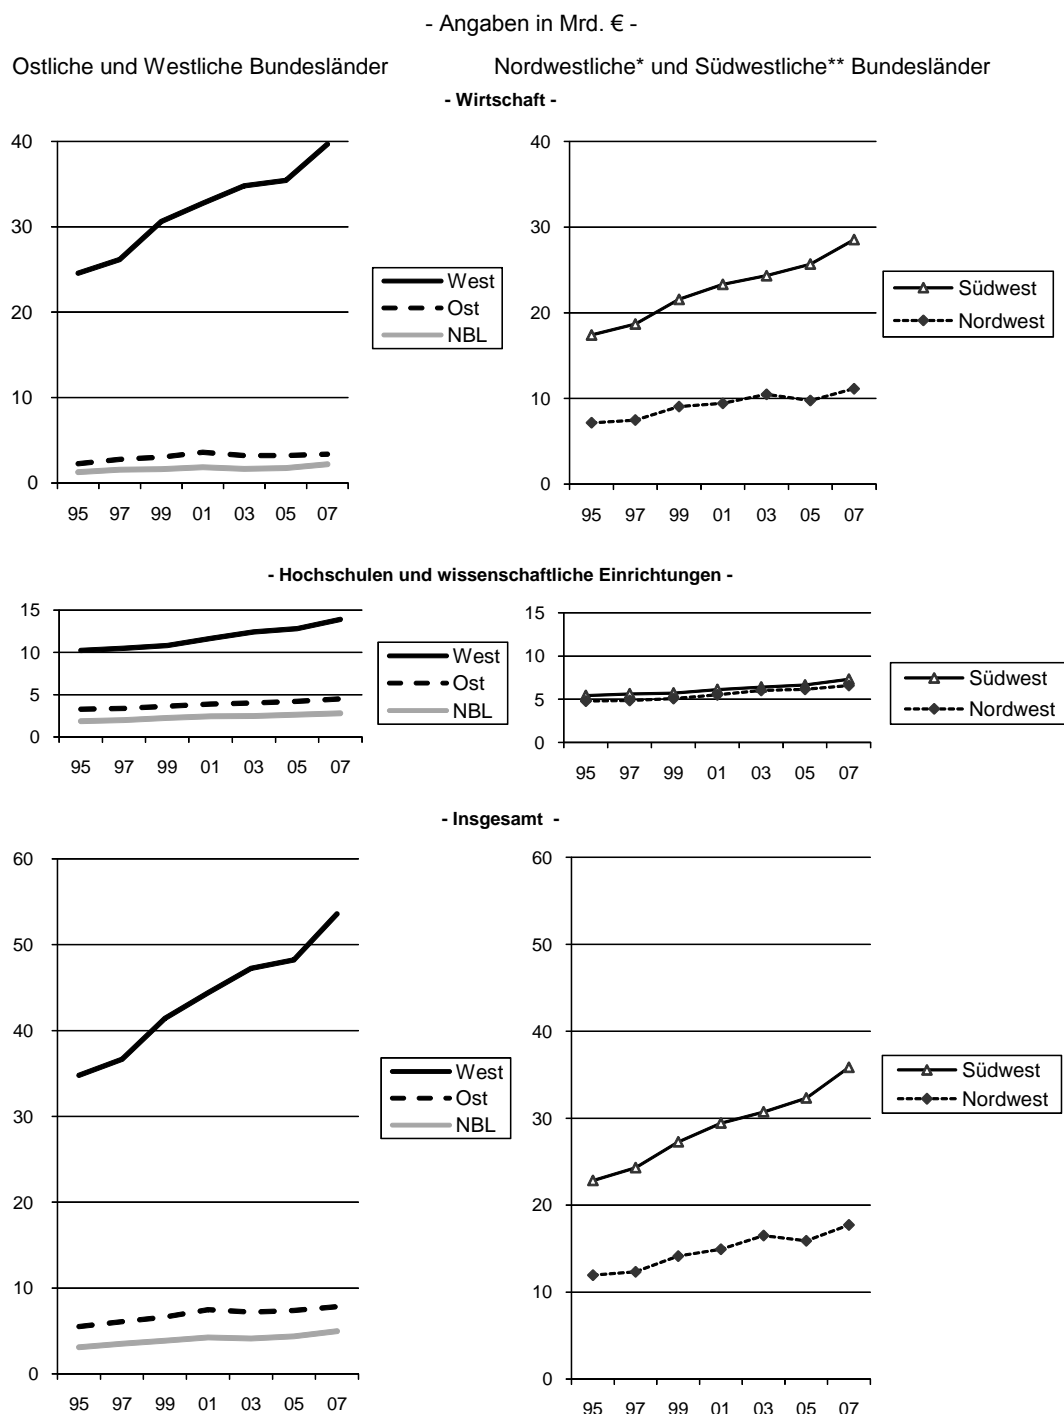 - Angaben in Mrd. € -
Ostliche und Westliche Bundesländer
Nordwestliche* und Südwestliche** Bundesländer
- Wirtschaft -
40
30
20
10
0
95 97 99 01 03 05 07
West
Ost
NBL
40
30
20
10
0
95 97 99 01 03 05 07
Südwest
Nordwest
- Hochschulen und wissenschaftliche Einrichtungen -
15
10
5
0
95 97 99 01 03 05 07
West
Ost
NBL
15
10
5
0
95 97 99 01 03 05 07
Südwest
Nordwest
- Insgesamt -
60
50
40
30
20
10
0
95 97 99 01 03 05 07
West
Ost
NBL
60
50
40
30
20
10
0
95 97 99 01 03 05 07
Südwest
Nordwest